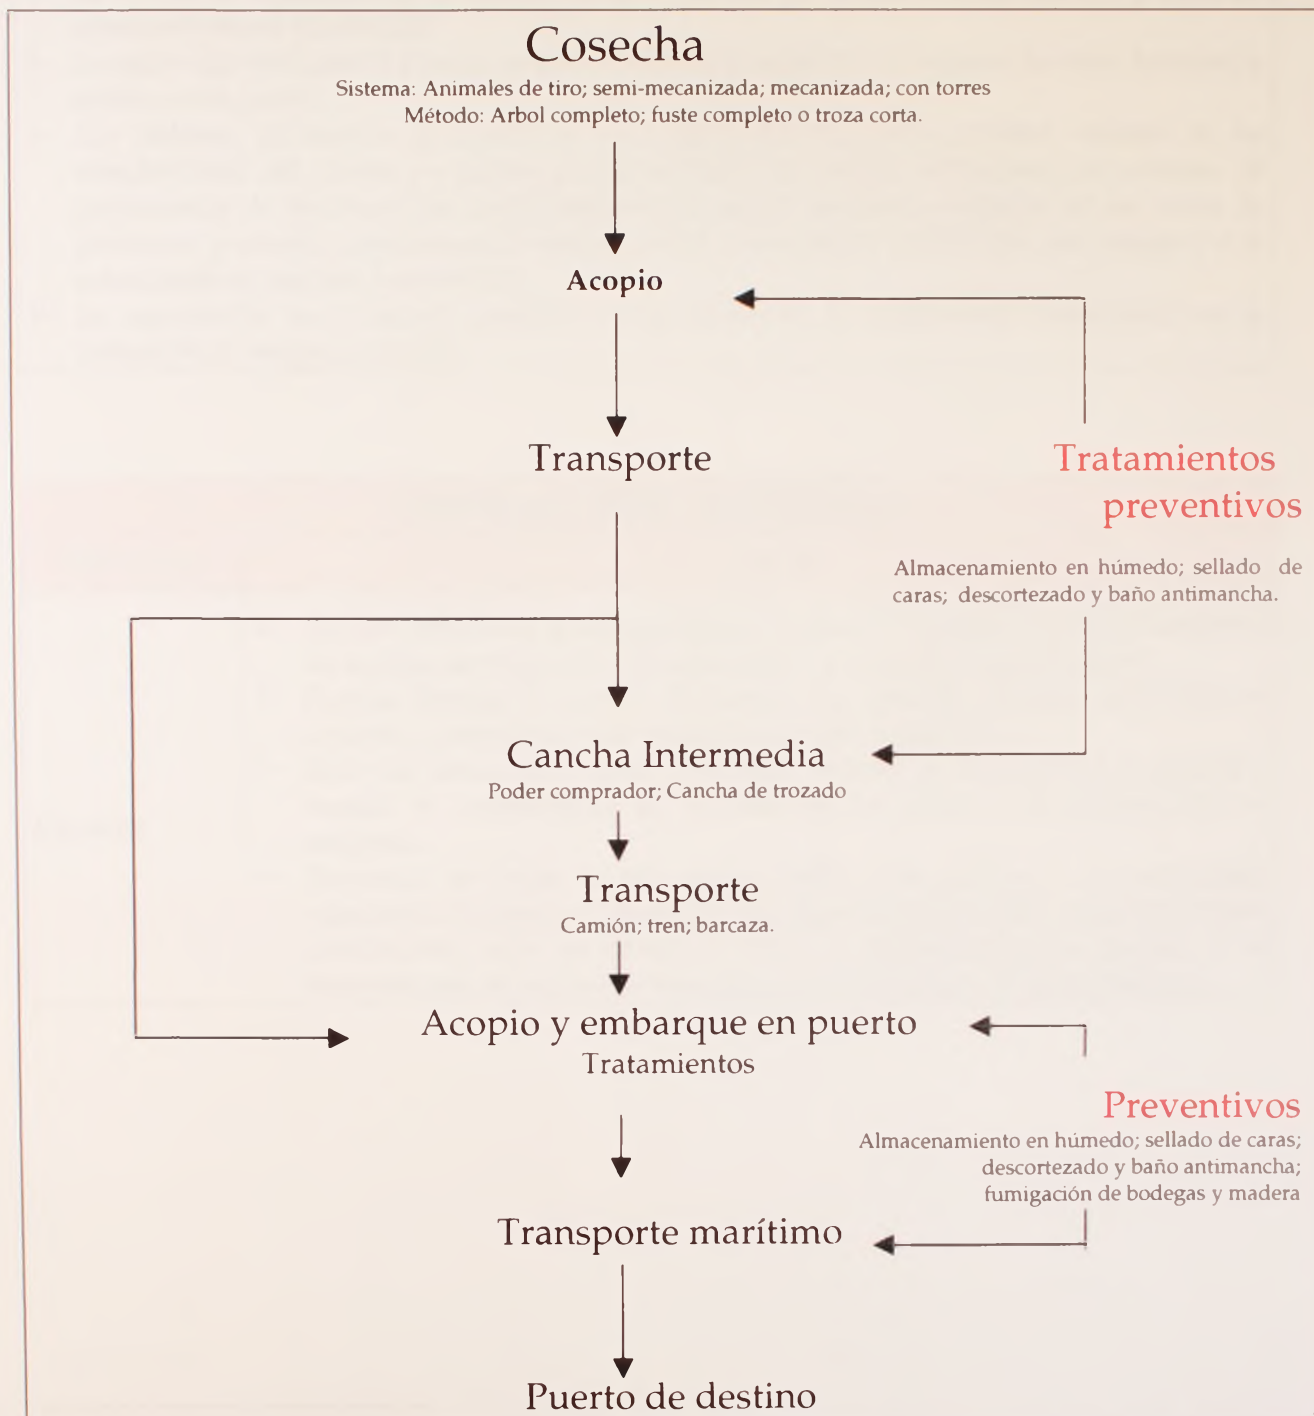 Cosecha
Sistema: Animales de tiro; semi-mecanizada; mecanizada; con torres
Método: Arbol completo; fuste completo o troza corta.
Acopio
Transporte
Tratamientos
preventivos
Almacenamiento en húmedo; sellado de
caras; descortezado y baño antimancha.
Cancha Intermedia
Poder comprador; Cancha de trozado
Transporte
Camión; tren; barcaza.
Acopio y embarque en puerto
Tratamientos
Preventivos
Almacenamiento en húmedo; sellado de caras;
descortezado y baño antimancha;
fumigación de bodegas y madera
Transporte marítimo
Puerto de destino